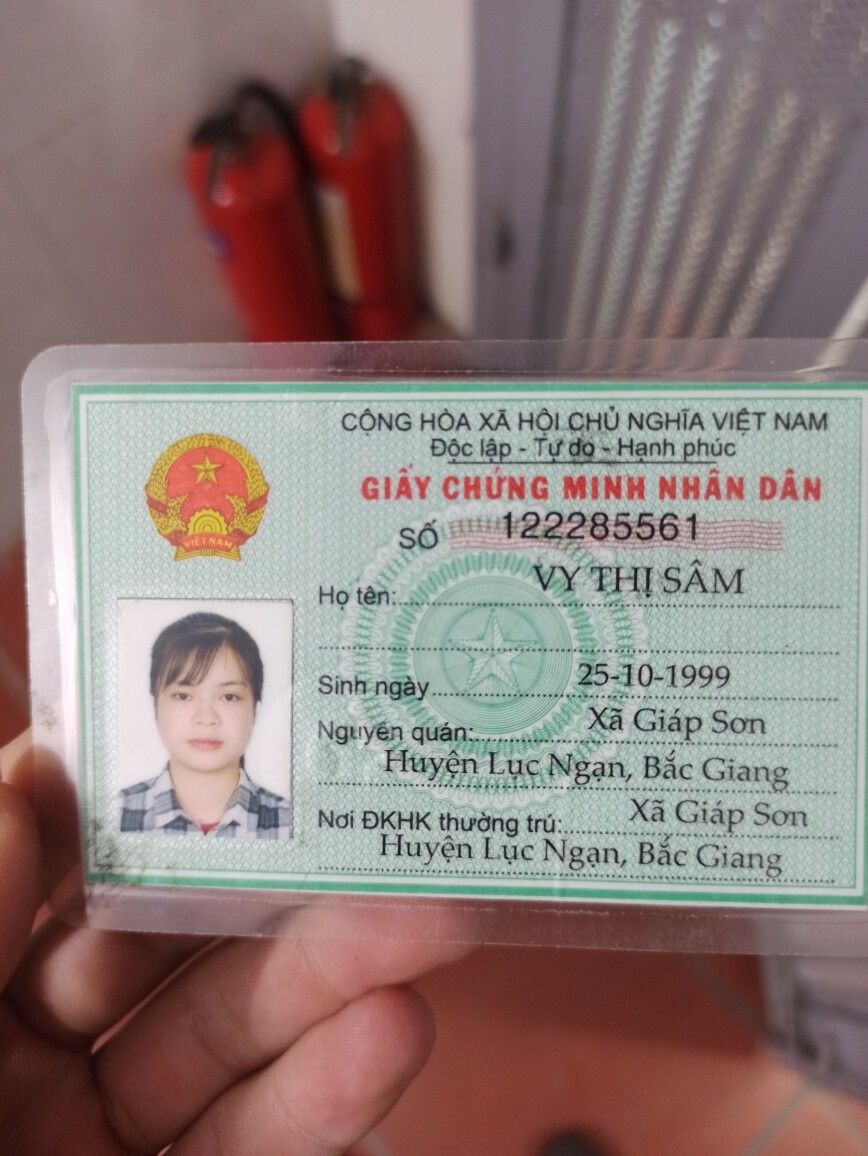 CỘNG HÒA XÃ HỘI CHỦ NGHĨA VIỆT NAM
Độc lập - Tự do - Hạnh phúc
GIẤY CHỨNG MINH NHÂN DÂN
SỐ 122285561
Họ tên: VY THỊ SÂM
Sinh ngày 25-10-1999
Nguyên quán: Xã Giáp Sơn
Huyện Lục Ngạn, Bắc Giang
Nơi ĐKHK thường trú: Xã Giáp Sơn
Huyện Lục Ngạn, Bắc Giang
VIỆT NAM